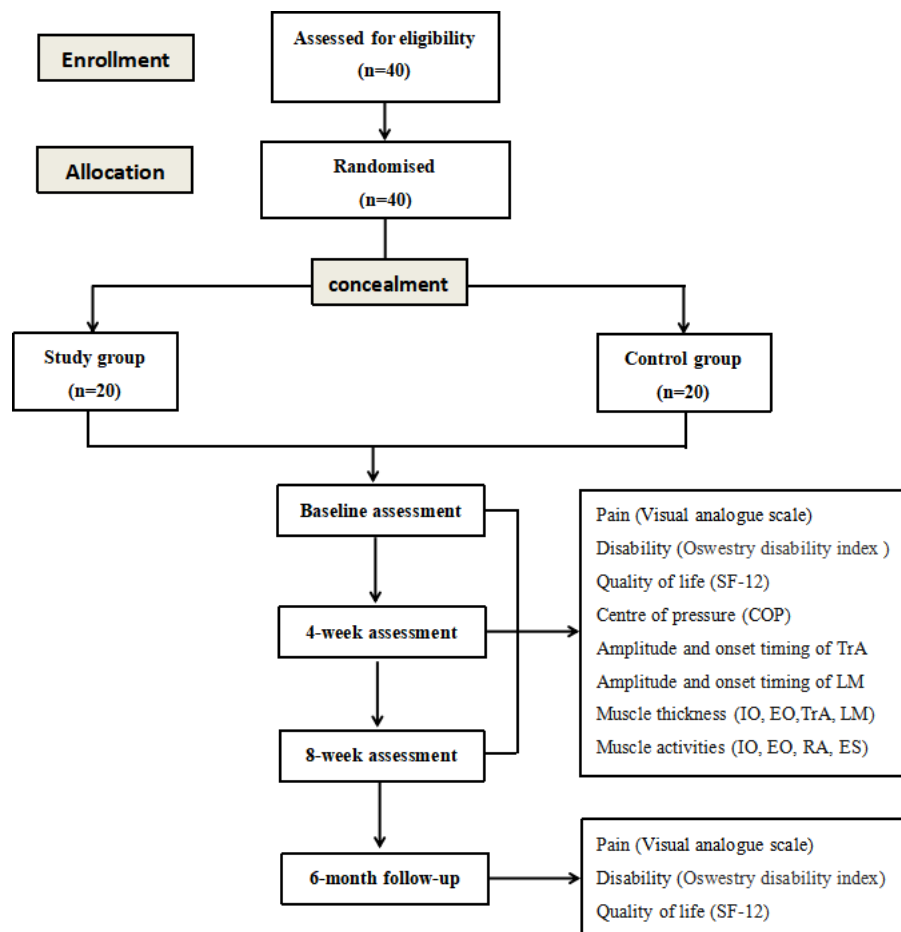 Enrollment
Assessed for eligibility
(n=40)
Allocation
Randomised
(n=40)
concealment
Study group
(n=20)
Control group
(n=20)
Baseline assessment
4-week assessment
8-week assessment
Pain (Visual analogue scale)
Disability (Oswestry disability index )
Quality of life (SF-12)
Centre of pressure (COP)
Amplitude and onset timing of TrA
Amplitude and onset timing of LM
Muscle thickness (IO, EO,TrA, LM)
Muscle activities (IO, EO, RA, ES)
6-month follow-up
Pain (Visual analogue scale)
Disability (Oswestry disability index)
Quality of life (SF-12)